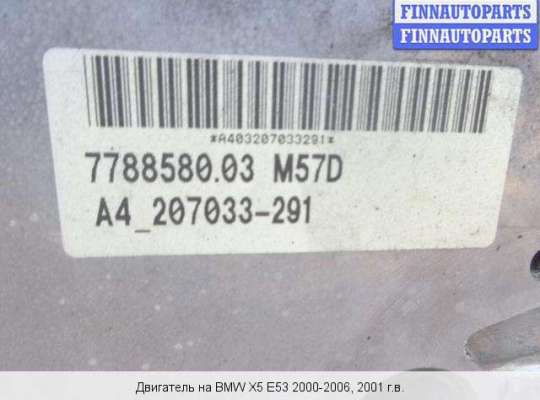 FINNAUTOPARTS
FINNAUTOPARTS
*A403207033291*
7788580.03 M57D
A4_207033-291
Двигатель на BMW X5 E53 2000-2006, 2001 г.в.